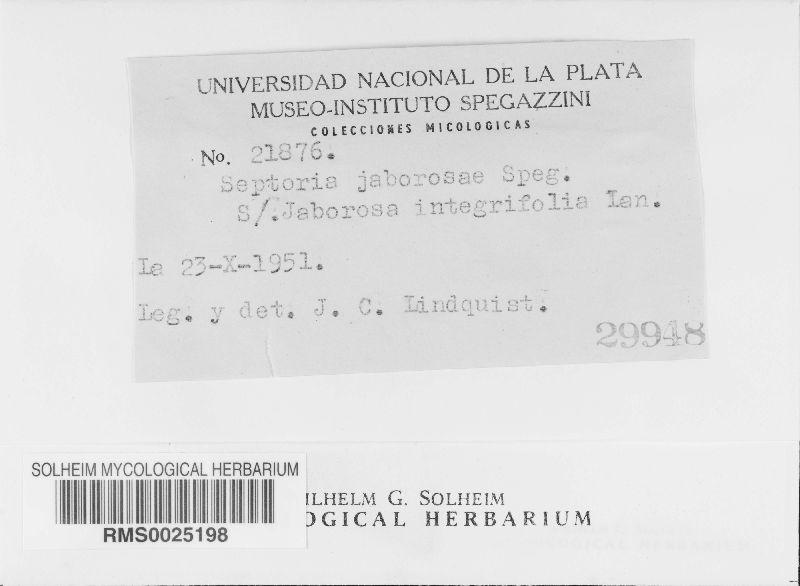 UNIVERSIDAD NACIONAL DE LA PLATA
MUSEO-INSTITUTO SPEGAZZINI
COLECCIONES MICOLOGICAS
No. 21876.
Septoria jaborosae Speg.
S/.Jaborosa integrifolia Lan.
La 23-X-1951.
Leg. y det. J. C. Lindquist.
29948
SOLHEIM MYCOLOGICAL HERBARIUM
RMS0025198
ILHELM G. SOLHEIM
OGICAL HERBARIUM